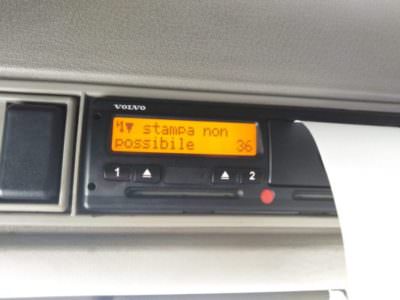 VOLVO
stampa non
possibile 36
1 2